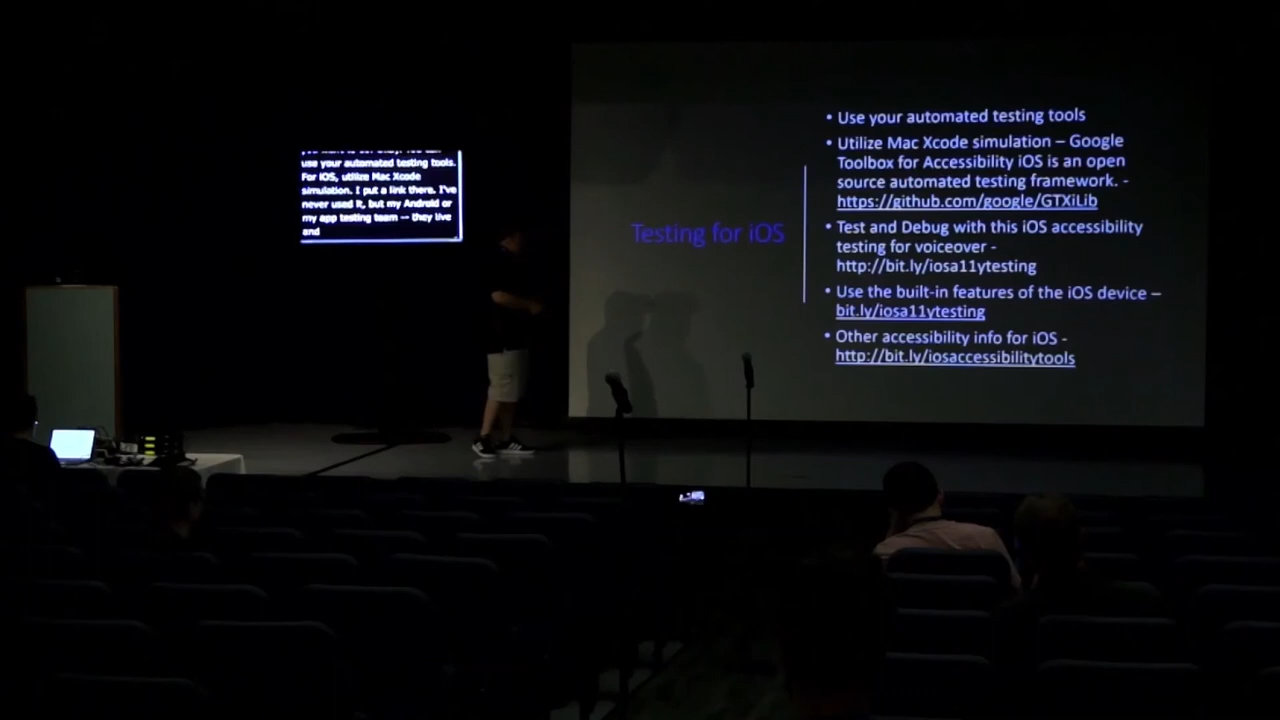 use your automated testing tools.
For iOS, utilize Mac Xcode
simulation. I put a link there. I've
never used it, but my Android or
my app testing team -- they live
and
Testing for iOS
• Use your automated testing tools
• Utilize Mac Xcode simulation – Google
Toolbox for Accessibility iOS is an open
source automated testing framework. -
https://github.com/google/GTXiLib
• Test and Debug with this iOS accessibility
testing for voiceover -
http://bit.ly/iosa11ytesting
• Use the built-in features of the iOS device –
bit.ly/iosa11ytesting
• Other accessibility info for iOS -
http://bit.ly/iosaccessibilitytools